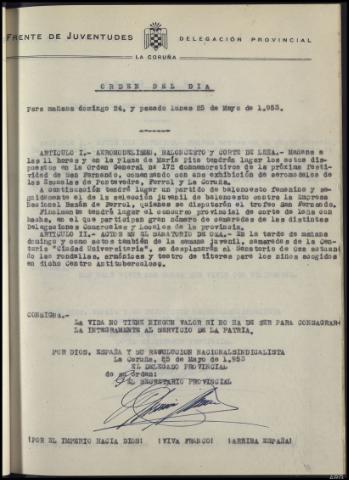 FRENTE DE JUVENTUDES DELEGACIÓN PROVINCIAL
LA CORUÑA
ORDEN DEL DIA
Para mañana domingo 24, y pasado lunes 25 de Mayo de 1.953.
ARTICULO I.- AEROMODELISMO, BALONCESTO Y CORTE DE LEÑA.- Mañana a
las 11 horas y en la plaza de María Pita tendrán lugar los actos dis-
puestos en la Orden General nº 172 conmemorativos de la próxima festi-
vidad de San Fernando, comenzando con una exhibición de aeromodelos de
las Escuelas de Pontevedra, Ferrol y La Coruña.
A continuación tendrá lugar un partido de baloncesto femenino y se-
guidamente el de la selección juvenil de baloncesto contra la Empresa
Nacional Bazán de Ferrol, quienes se disputarán el trofeo San Fernando.
Finalmente tendrá lugar el concurso provincial de corte de leña con
hacha, en el que participan gran número de camaradas de las distintas
Delegaciones Comarcales y Locales de la provincia.
ARTICULO II.- ACTOS EN EL SANATORIO DE OZA.- En la tarde de mañana
domingo y como actos también de la semana juvenil, camaradas de la Cen-
turia "Ciudad Universitaria", se desplazarán al Sanatorio de Oza actuan-
do las rondallas, armónicas y teatro de títeres para los niños acogidos
en dicho Centro Antituberculoso.
CONSIGNA.-
LA VIDA NO TIENE NINGUN VALOR SI NO ES DE SER PARA CONSAGRAR-
LA INTEGRAMENTE AL SERVICIO DE LA PATRIA.
POR DIOS, ESPAÑA Y SU REVOLUCION NACIONALSINDICALISTA
La Coruña, 23 de Mayo de 1.953
EL DELEGADO PROVINCIAL
de su orden:
EL SECRETARIO PROVINCIAL
¡POR EL IMPERIO HACIA DIOS! ¡VIVA FRANCO! ¡ARRIBA ESPAÑA!